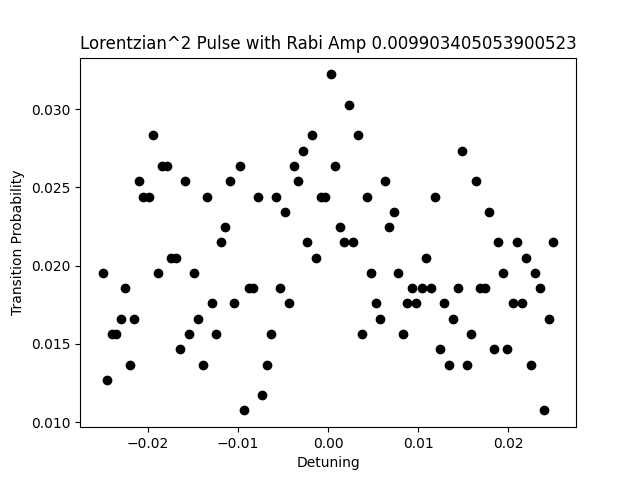 Lorentzian^2 Pulse with Rabi Amp 0.009903405053900523
Transition Probability
0.030
0.025
0.020
0.015
0.010
−0.02 −0.01 0.00 0.01 0.02
Detuning